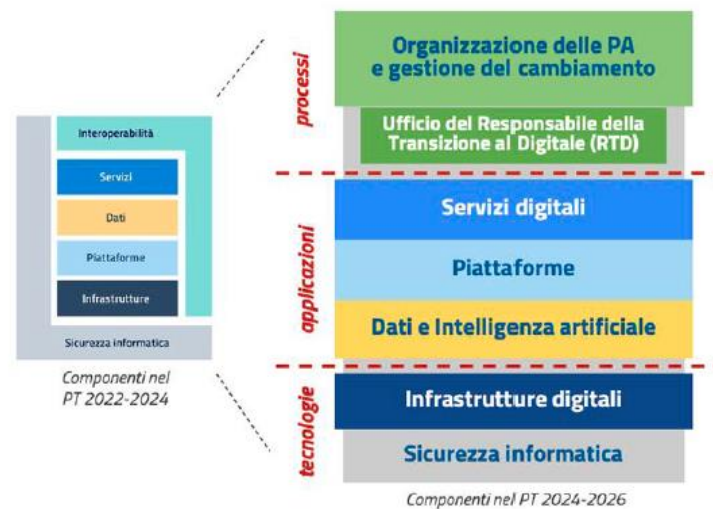 Interoperabilità
Servizi
Dati
Piattaforme
Infrastrutture
Sicurezza informatica
Componenti nel
PT 2022-2024
processi
Organizzazione delle PA
e gestione del cambiamento
Ufficio del Responsabile della
Transizione al Digitale (RTD)
applicazioni
Servizi digitali
Piattaforme
Dati e Intelligenza artificiale
tecnologie
Infrastrutture digitali
Sicurezza informatica
Componenti nel PT 2024-2026